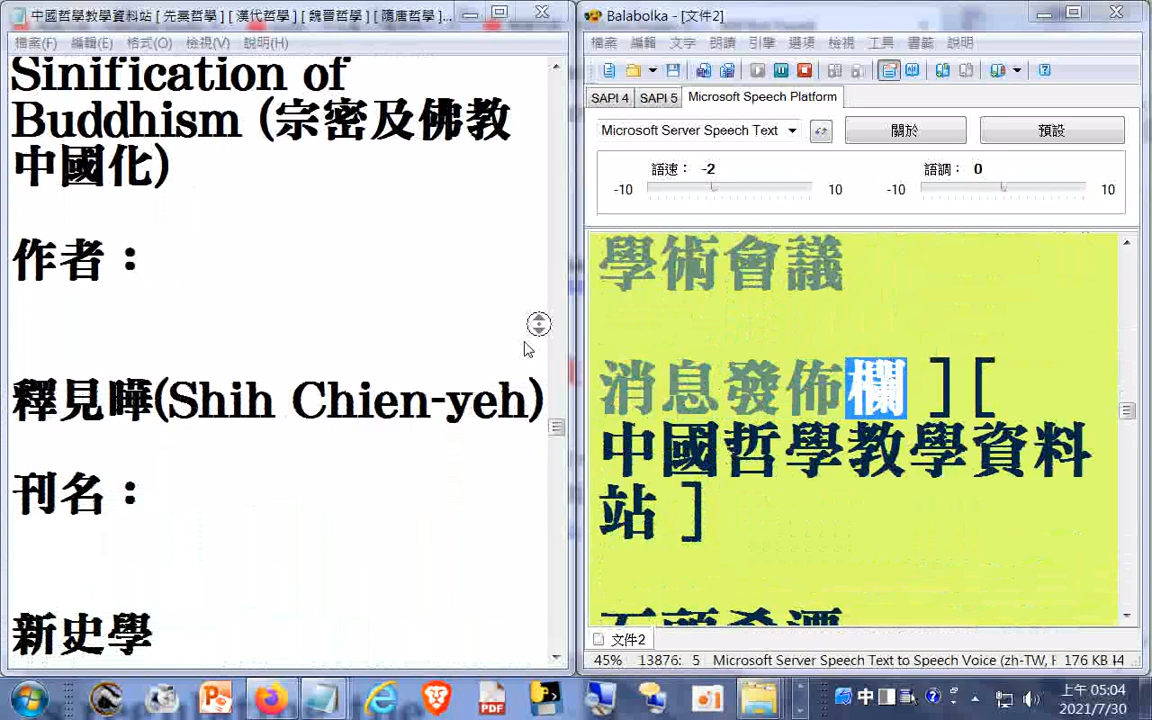 中國哲學教學資料站 [ 先秦哲學 ] [ 漢代哲學 ] [ 魏晉哲學 ] [ 隋唐哲學 ]...
檔案(F) 編輯(E) 格式(O) 檢視(V) 說明(H)
Sinification of
Buddhism (宗密及佛教
中國化)
作者：
釋見曄(Shih Chien-yeh)
刊名：
新史學
Balabolka - [文件2]
檔案 編輯 文字 朗讀 引擎 選項 檢視 工具 書籤 說明
SAPI 4 SAPI 5 Microsoft Speech Platform
Microsoft Server Speech Text 關於 預設
語速： -2 語調： 0
-10 10 -10 10
學術會議
消息發佈欄 ] [
中國哲學教學資料
站 ]
石頭希遷
文件2
45% 13876: 5 Microsoft Server Speech Text to Speech Voice (zh-TW, H 176 KB
中
上午 05:04
2021/7/30